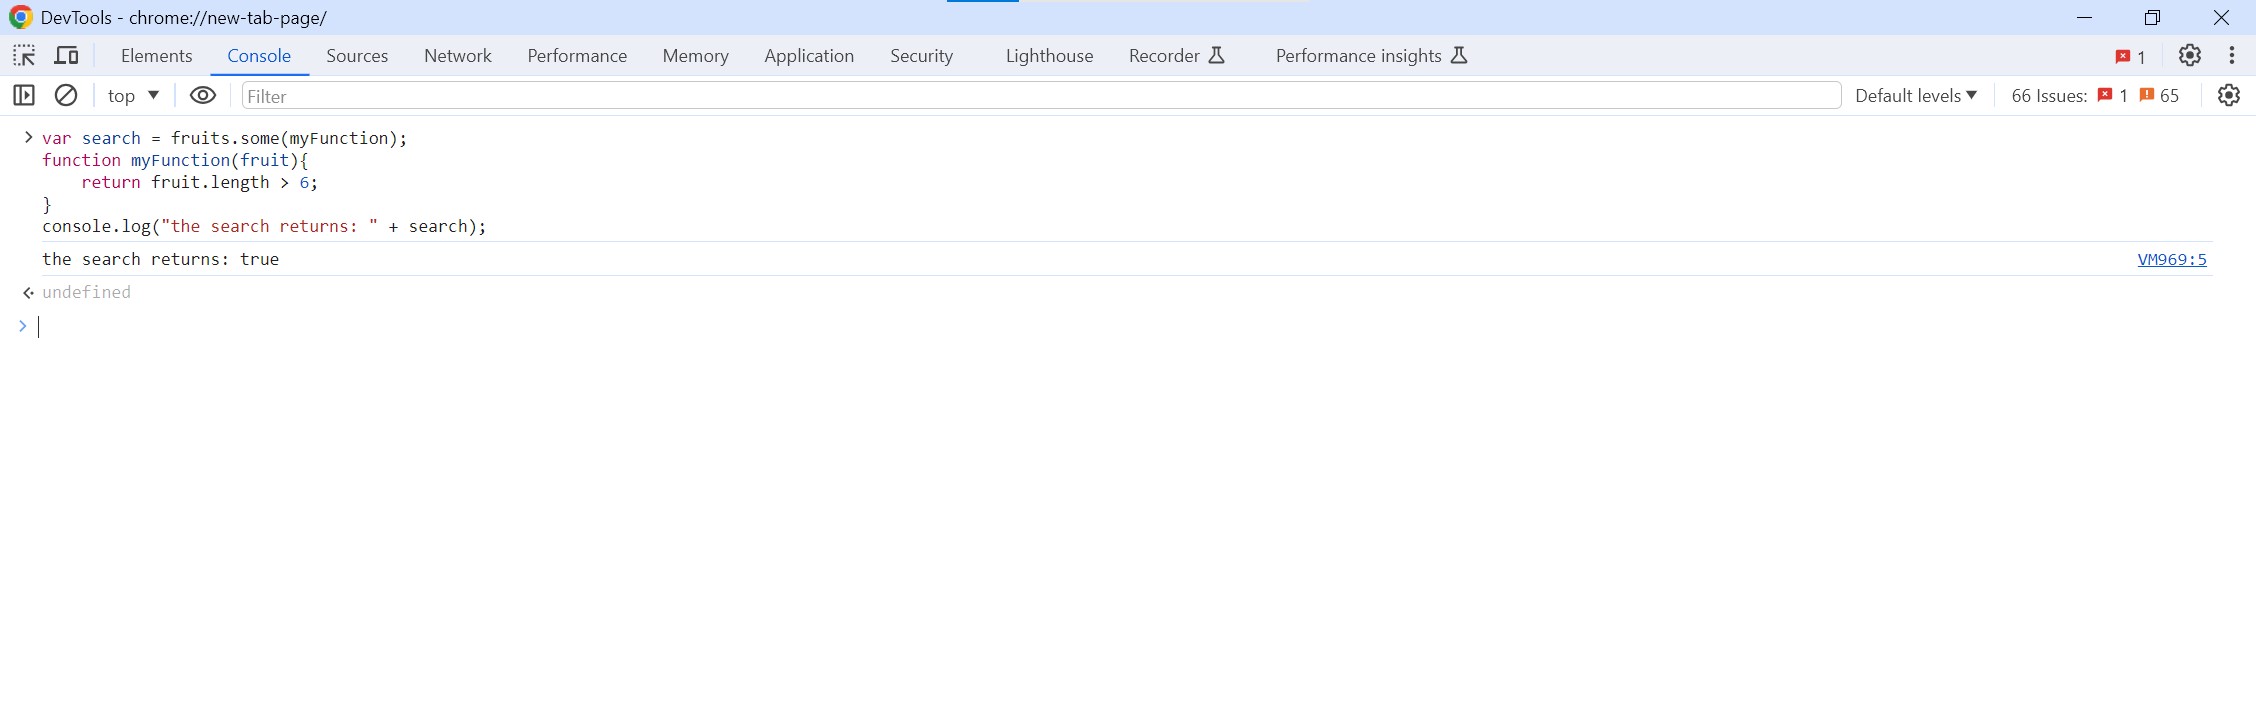 DevTools - chrome://new-tab-page/
Elements Console Sources Network Performance Memory Application Security Lighthouse Recorder Performance insights 1
top Filter Default levels 66 Issues: 1 65
var search = fruits.some(myFunction);
function myFunction(fruit){
    return fruit.length > 6;
}
console.log("the search returns: " + search);
the search returns: true VM969:5
undefined